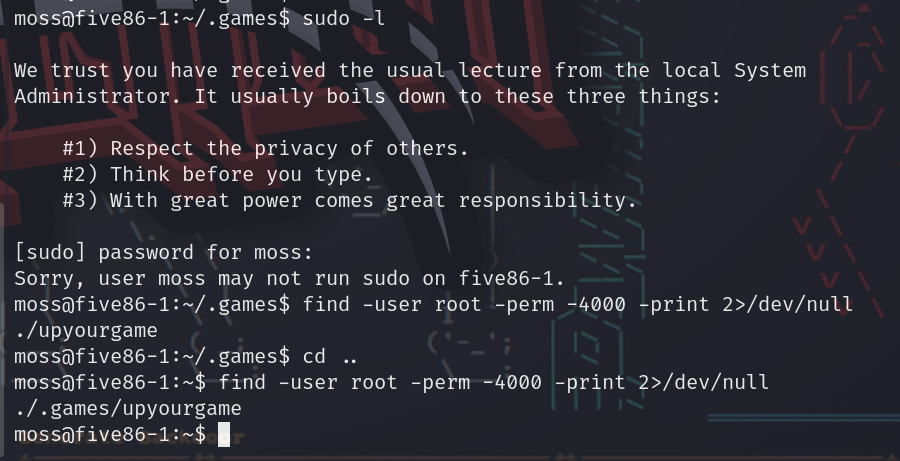 moss@five86-1:~/.games$ sudo -l
We trust you have received the usual lecture from the local System
Administrator. It usually boils down to these three things:
#1) Respect the privacy of others.
#2) Think before you type.
#3) With great power comes great responsibility.
[sudo] password for moss:
Sorry, user moss may not run sudo on five86-1.
moss@five86-1:~/.games$ find -user root -perm -4000 -print 2>/dev/null
./upyourgame
moss@five86-1:~/.games$ cd ..
moss@five86-1:~$ find -user root -perm -4000 -print 2>/dev/null
./.games/upyourgame
moss@five86-1:~$